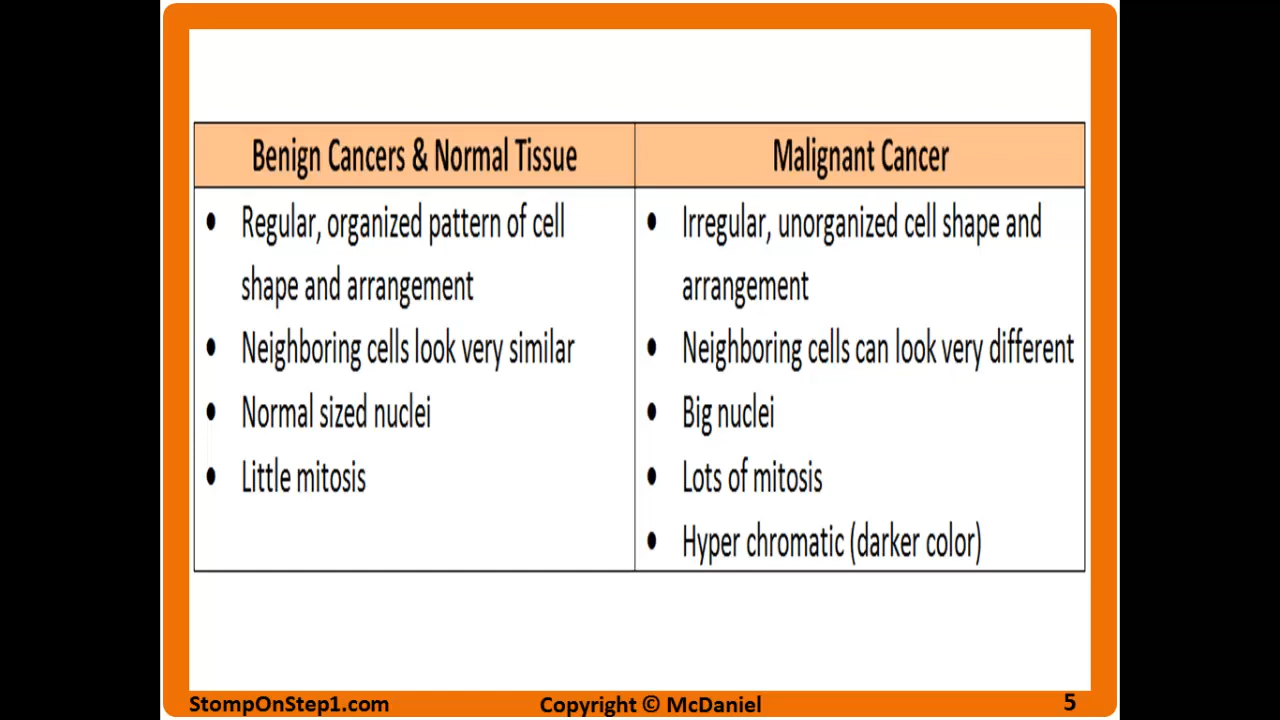 Benign Cancers & Normal Tissue
Malignant Cancer
• Regular, organized pattern of cell
shape and arrangement
• Neighboring cells look very similar
• Normal sized nuclei
• Little mitosis
• Irregular, unorganized cell shape and
arrangement
• Neighboring cells can look very different
• Big nuclei
• Lots of mitosis
• Hyper chromatic (darker color)
StompOnStep1.com
Copyright © McDaniel
5